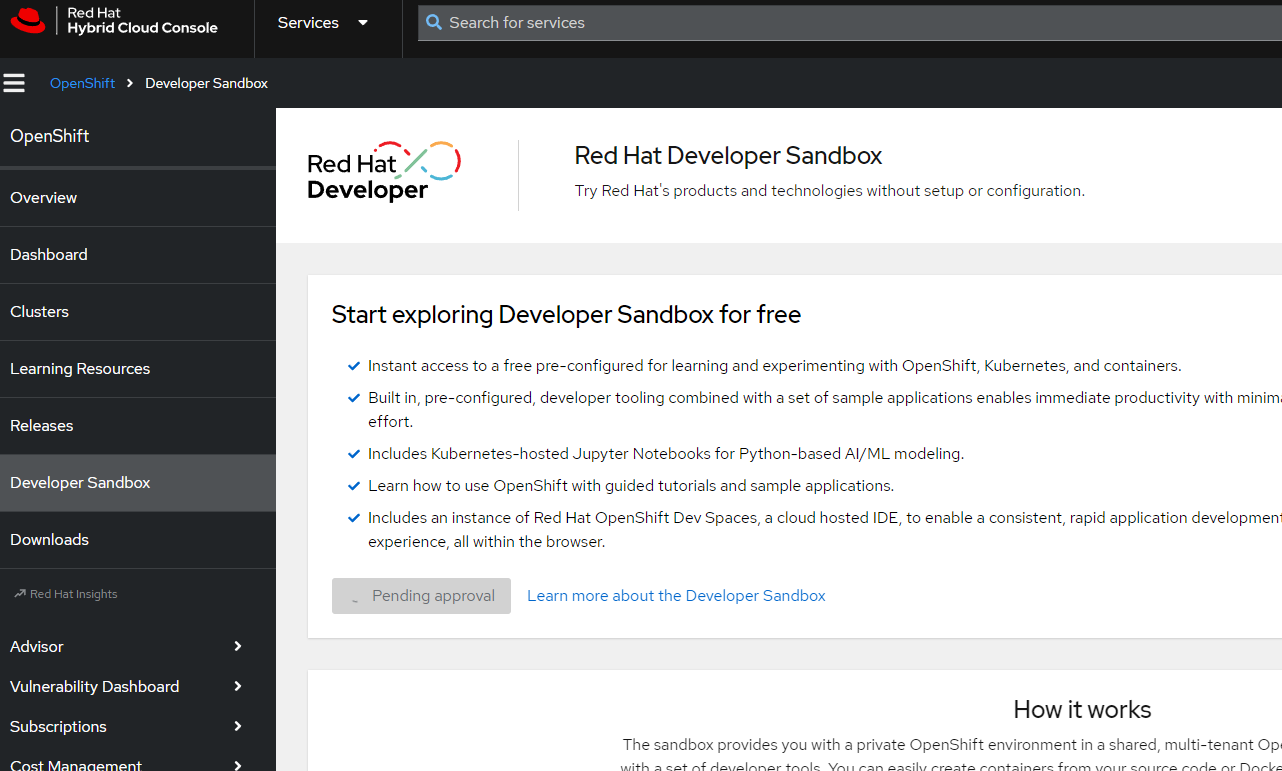 Red Hat
Hybrid Cloud Console
Services
Search for services
OpenShift
Developer Sandbox
OpenShift
Overview
Dashboard
Clusters
Learning Resources
Releases
Developer Sandbox
Downloads
Red Hat Insights
Advisor
Vulnerability Dashboard
Subscriptions
Cost Management
Red Hat
Developer
Red Hat Developer Sandbox
Try Red Hat's products and technologies without setup or configuration.
Start exploring Developer Sandbox for free
Instant access to a free pre-configured for learning and experimenting with OpenShift, Kubernetes, and containers.
Built in, pre-configured, developer tooling combined with a set of sample applications enables immediate productivity with minima
effort.
Includes Kubernetes-hosted Jupyter Notebooks for Python-based AI/ML modeling.
Learn how to use OpenShift with guided tutorials and sample applications.
Includes an instance of Red Hat OpenShift Dev Spaces, a cloud hosted IDE, to enable a consistent, rapid application development
experience, all within the browser.
Pending approval
Learn more about the Developer Sandbox
How it works
The sandbox provides you with a private OpenShift environment in a shared, multi-tenant Ope
with a set of developer tools. You can easily create containers from your source code or Docke